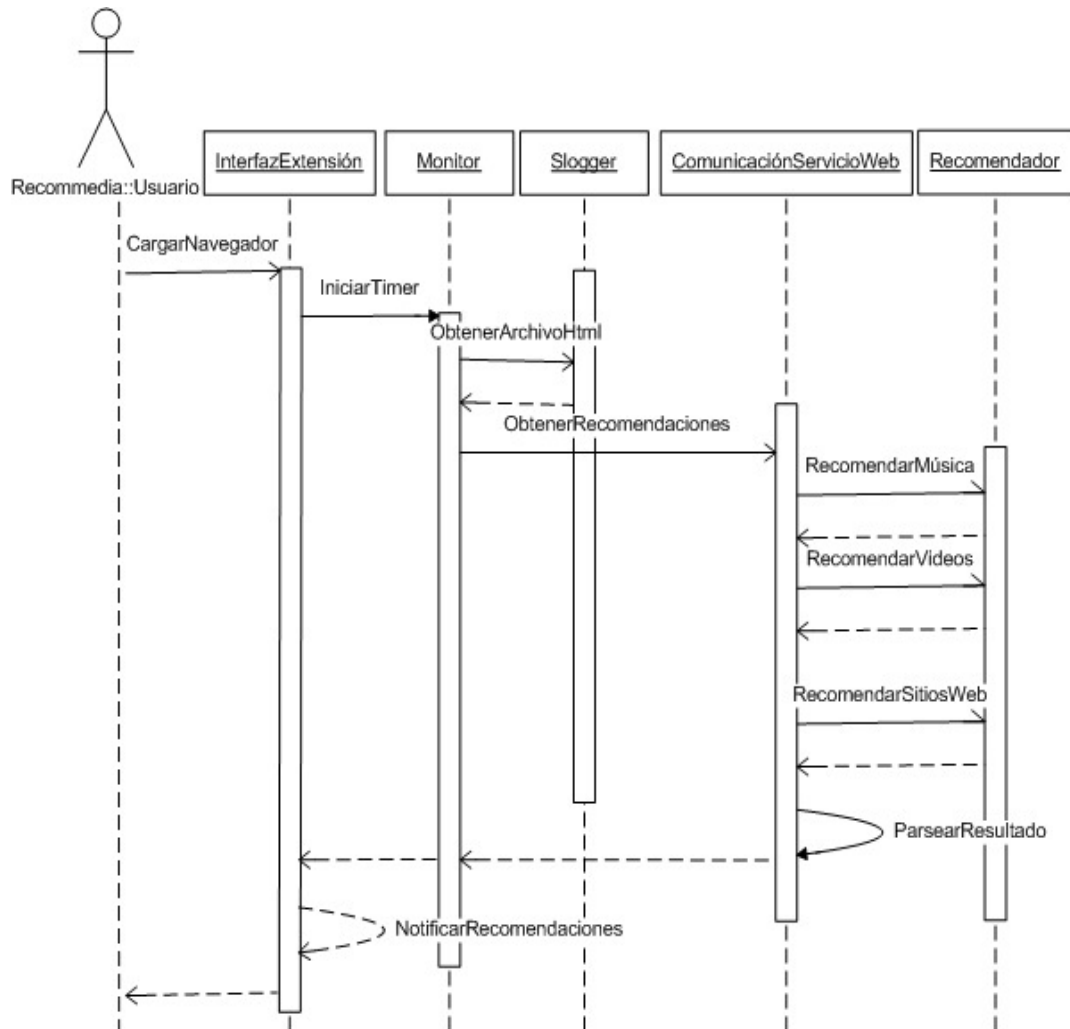 Recommedia::Usuario
InterfazExtensión
Monitor
Slogger
ComunicaciónServicioWeb
Recomendador
CargarNavegador
IniciarTimer
ObtenerArchivoHtml
ObtenerRecomendaciones
RecomendarMúsica
RecomendarVideos
RecomendarSitiosWeb
ParsearResultado
NotificarRecomendaciones